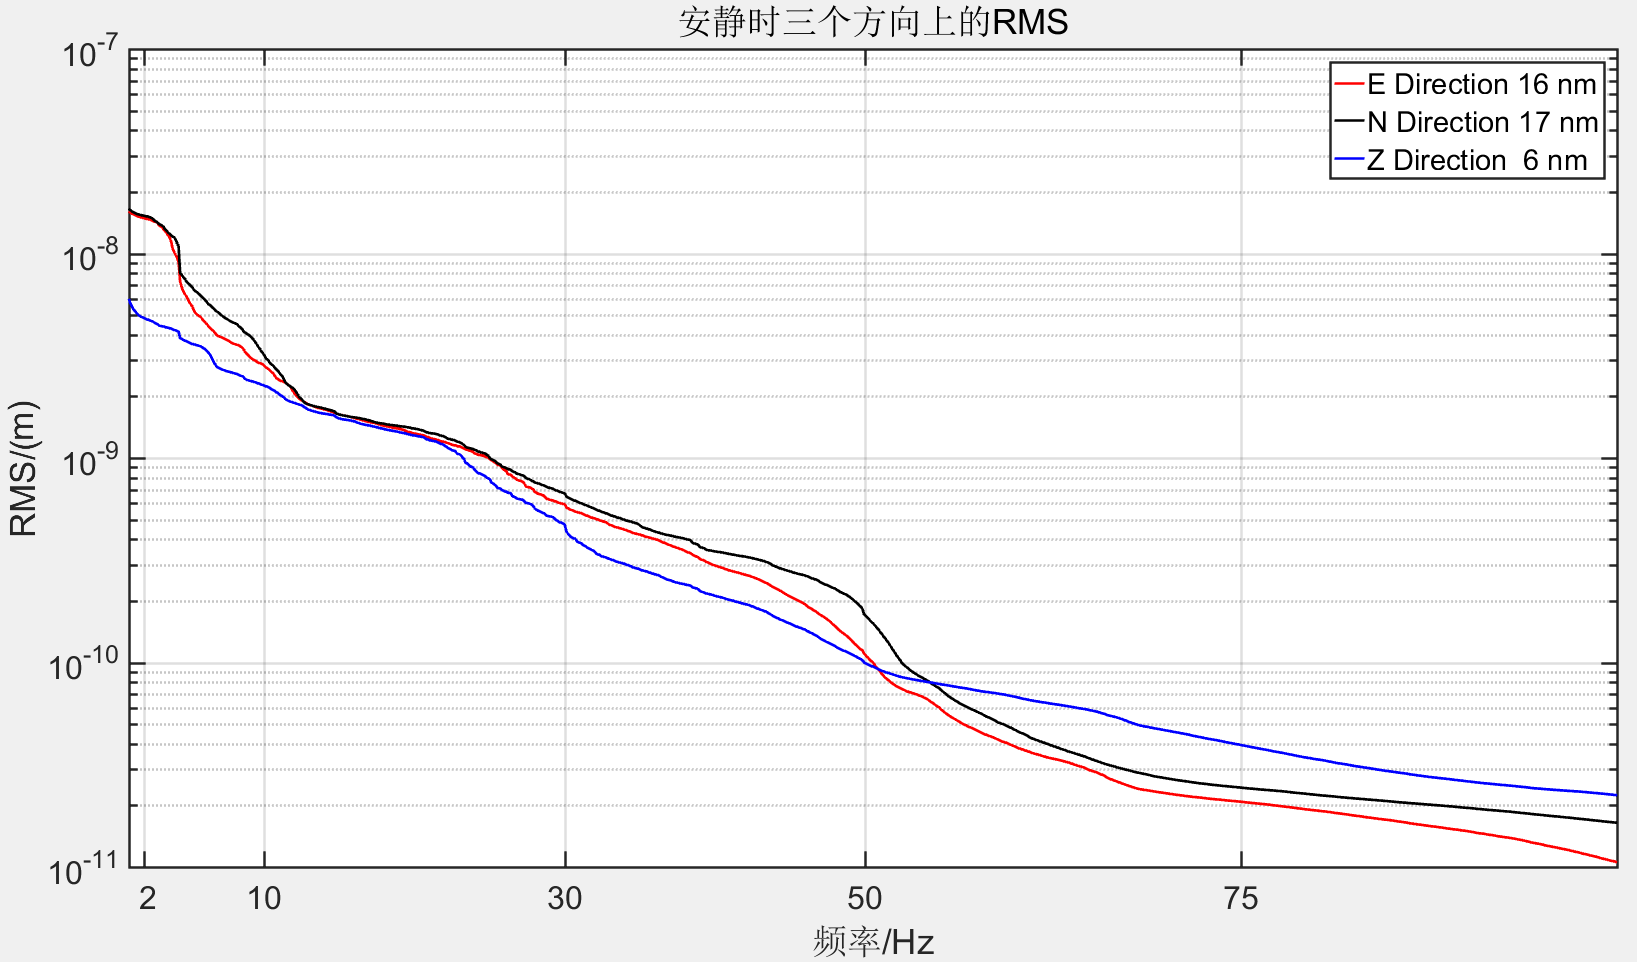 安静时三个方向上的RMS
E Direction 16 nm
N Direction 17 nm
Z Direction  6 nm
10-7
10-8
10-9
10-10
10-11
RMS/(m)
2 10 30 50 75
频率/Hz